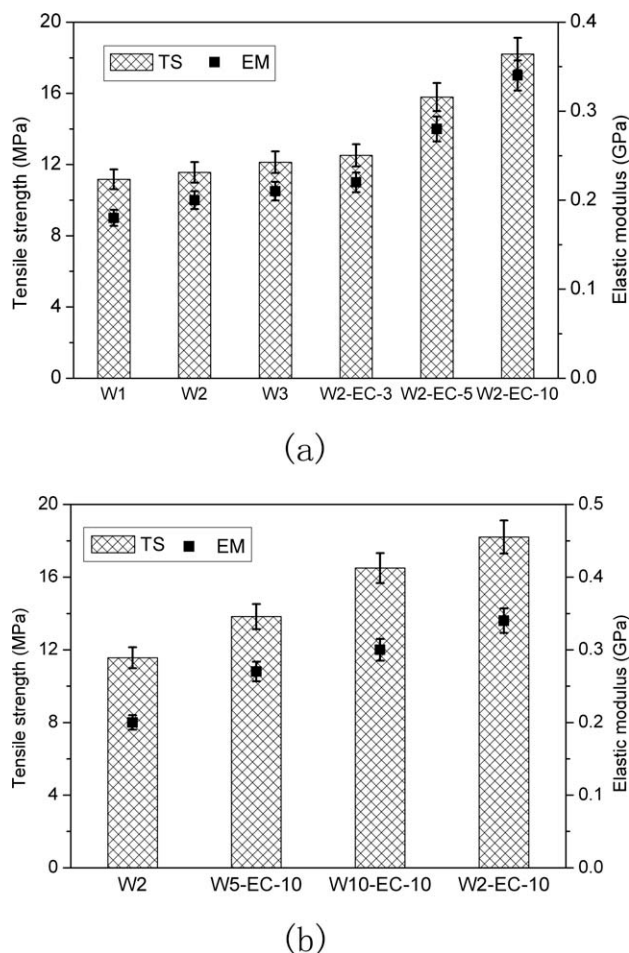 20
16
12
8
4
0
Tensile strength (MPa)
TS EM
0.4
0.3
0.2
0.1
0.0
Elastic modulus (GPa)
W1 W2 W3 W2-EC-3 W2-EC-5 W2-EC-10
(a)
20
16
12
8
4
0
Tensile strength (MPa)
TS EM
0.5
0.4
0.3
0.2
0.1
0.0
Elastic modulus (GPa)
W2 W5-EC-10 W10-EC-10 W2-EC-10
(b)